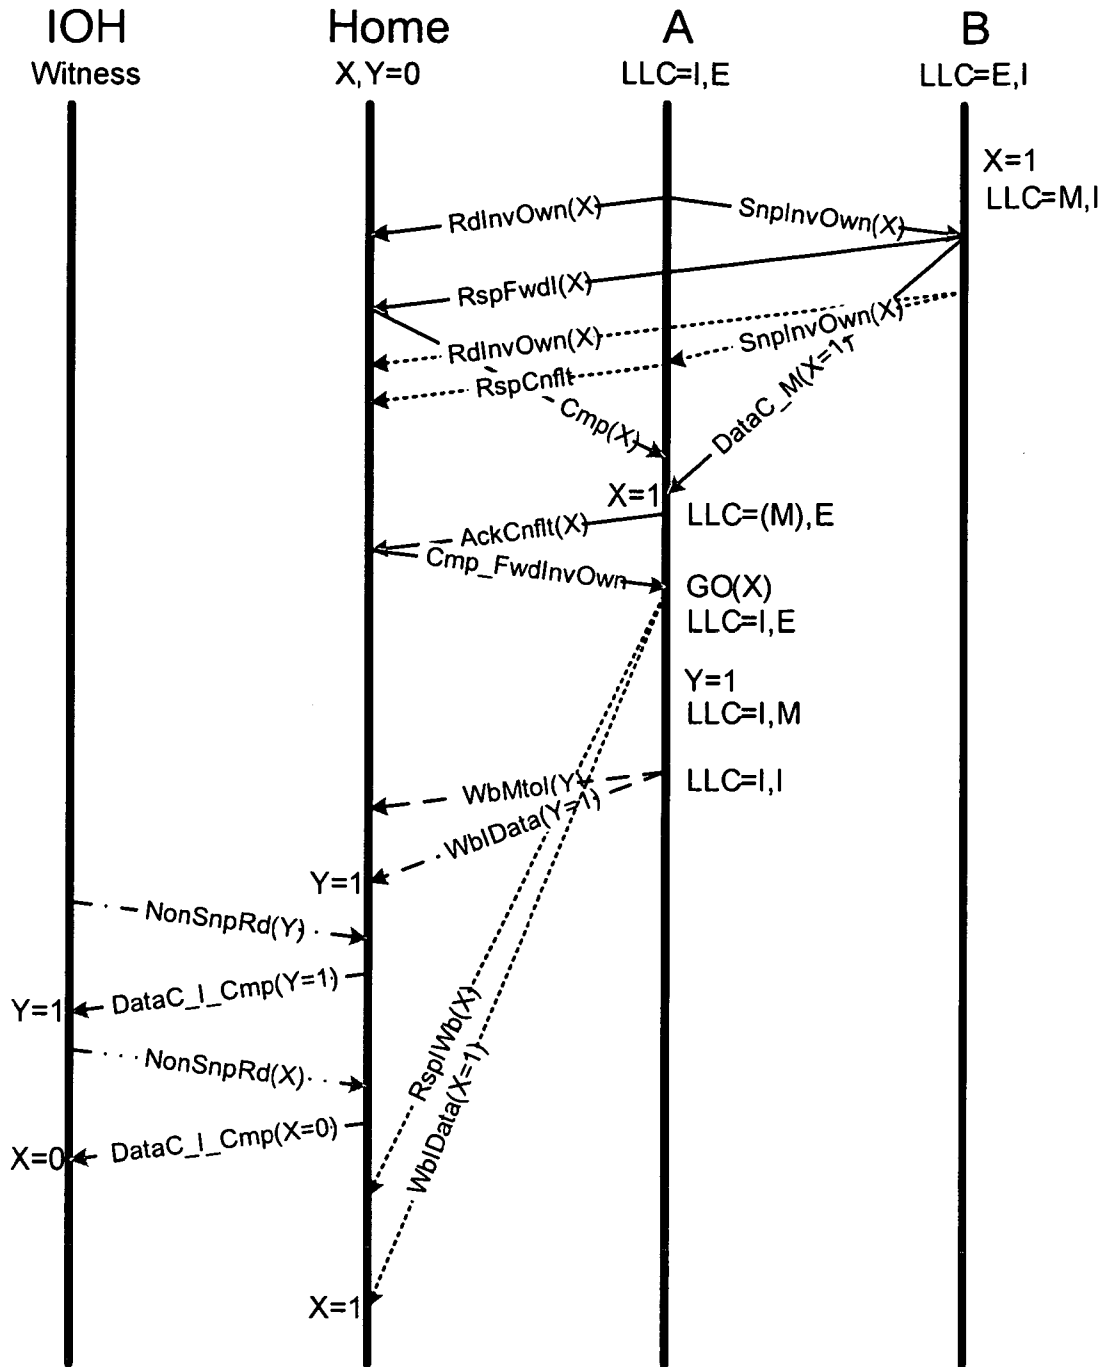 IOH Home A B
Witness X,Y=0 LLC=I,E LLC=E,I
X=1
LLC=M,I
RdInvOwn(X) SnpInvOwn(X)
RspFwdI(X)
RdInvOwn(X) SnpInvOwn(X)
RspCnflt
Cmp(X) DataC_M(X=1)
X=1 LLC=(M),E
AckCnflt(X)
Cmp_FwdInvOwn GO(X)
LLC=I,E
Y=1
LLC=I,M
WbMtoI(Y) LLC=I,I
WbIData(Y=1)
Y=1
NonSnpRd(Y)
Y=1 DataC_I_Cmp(Y=1)
NonSnpRd(X) RspIWb(X) WbIData(X=1)
X=0 DataC_I_Cmp(X=0)
X=1